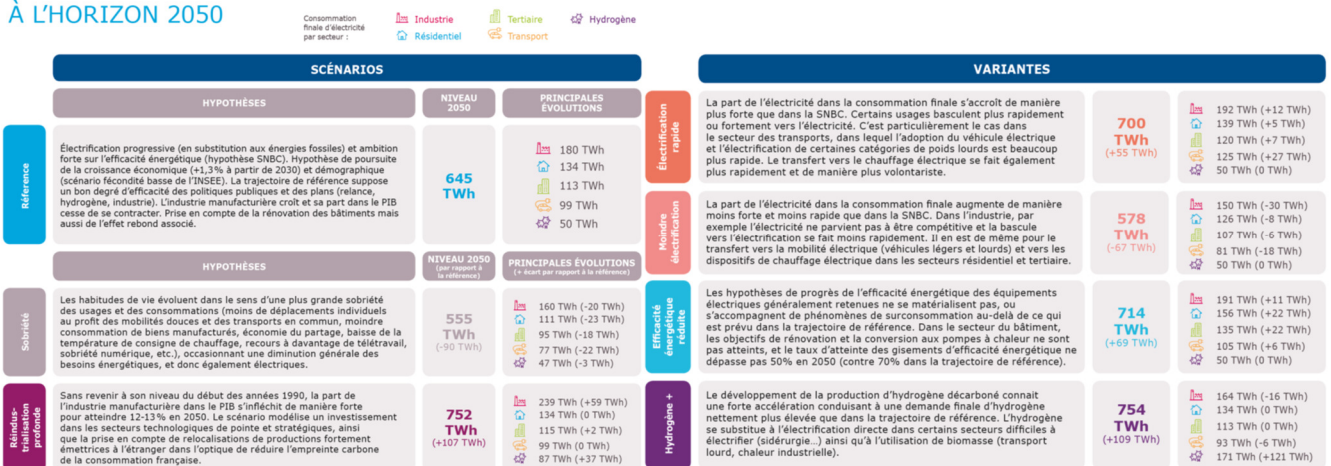 À L'HORIZON 2050
Consommation
finale d'électricité
par secteur :
Industrie
Tertiaire
Hydrogène
Résidentiel
Transport
SCÉNARIOS
HYPOTHÈSES
NIVEAU
2050
PRINCIPALES
ÉVOLUTIONS
Référence
Électrification progressive (en substitution aux énergies fossiles) et ambition
forte sur l'efficacité énergétique (hypothèse SNBC). Hypothèse de poursuite
de la croissance économique (+1,3% à partir de 2030) et démographique
(scénario fécondité basse de l'INSEE). La trajectoire de référence suppose
un bon degré d'efficacité des politiques publiques et des plans (relance,
hydrogène, industrie). L'industrie manufacturière croît et sa part dans le PIB
cesse de se contracter. Prise en compte de la rénovation des bâtiments mais
aussi de l'effet rebond associé.
645
TWh
180 TWh
134 TWh
113 TWh
99 TWh
50 TWh
HYPOTHÈSES
NIVEAU 2050
(par rapport à
la référence)
PRINCIPALES ÉVOLUTIONS
(+ écart par rapport à la référence)
Sobriété
Les habitudes de vie évoluent dans le sens d'une plus grande sobriété
des usages et des consommations (moins de déplacements individuels
au profit des mobilités douces et des transports en commun, moindre
consommation de biens manufacturés, économie du partage, baisse de la
température de consigne de chauffage, recours à davantage de télétravail,
sobriété numérique, etc.), occasionnant une diminution générale des
besoins énergétiques, et donc également électriques.
555
TWh
(-90 TWh)
160 TWh (-20 TWh)
111 TWh (-23 TWh)
95 TWh (-18 TWh)
77 TWh (-22 TWh)
47 TWh (-3 TWh)
Réindus-
trialisation
profonde
Sans revenir à son niveau du début des années 1990, la part de
l'industrie manufacturière dans le PIB s'infléchit de manière forte
pour atteindre 12-13% en 2050. Le scénario modélise un investissement
dans les secteurs technologiques de pointe et stratégiques, ainsi
que la prise en compte de relocalisations de productions fortement
émettrices à l'étranger dans l'optique de réduire l'empreinte carbone
de la consommation française.
752
TWh
(+107 TWh)
239 TWh (+59 TWh)
134 TWh (0 TWh)
115 TWh (+2 TWh)
99 TWh (0 TWh)
87 TWh (+37 TWh)
VARIANTES
Électrification
rapide
La part de l'électricité dans la consommation finale s'accroît de manière
plus forte que dans la SNBC. Certains usages basculent plus rapidement
ou fortement vers l'électricité. C'est particulièrement le cas dans
le secteur des transports, dans lequel l'adoption du véhicule électrique
et l'électrification de certaines catégories de poids lourds est beaucoup
plus rapide. Le transfert vers le chauffage électrique se fait également
plus rapidement et de manière plus volontariste.
700
TWh
(+55 TWh)
192 TWh (+12 TWh)
139 TWh (+5 TWh)
120 TWh (+7 TWh)
125 TWh (+27 TWh)
50 TWh (0 TWh)
Moindre
électrification
La part de l'électricité dans la consommation finale augmente de manière
moins forte et moins rapide que dans la SNBC. Dans l'industrie, par
exemple l'électricité ne parvient pas à être compétitive et la bascule
vers l'électrification se fait moins rapidement. Il en est de même pour le
transfert vers la mobilité électrique (véhicules légers et lourds) et vers les
dispositifs de chauffage électrique dans les secteurs résidentiel et tertiaire.
578
TWh
(-67 TWh)
150 TWh (-30 TWh)
126 TWh (-8 TWh)
107 TWh (-6 TWh)
81 TWh (-18 TWh)
50 TWh (0 TWh)
Efficacité
énergétique
réduite
Les hypothèses de progrès de l'efficacité énergétique des équipements
électriques généralement retenues ne se matérialisent pas, ou
s'accompagnent de phénomènes de surconsommation au-delà de ce qui
est prévu dans la trajectoire de référence. Dans le secteur du bâtiment,
les objectifs de rénovation et la conversion aux pompes à chaleur ne sont
pas atteints, et le taux d'atteinte des gisements d'efficacité énergétique ne
dépasse pas 50% en 2050 (contre 70% dans la trajectoire de référence).
714
TWh
(+69 TWh)
191 TWh (+11 TWh)
156 TWh (+22 TWh)
135 TWh (+22 TWh)
105 TWh (+6 TWh)
50 TWh (0 TWh)
Hydrogène +
Le développement de la production d'hydrogène décarboné connait
une forte accélération conduisant à une demande finale d'hydrogène
nettement plus élevée que dans la trajectoire de référence. L'hydrogène
se substitue à l'électrification directe dans certains secteurs difficiles à
électrifier (sidérurgie...) ainsi qu'à l'utilisation de biomasse (transport
lourd, chaleur industrielle).
754
TWh
(+109 TWh)
164 TWh (-16 TWh)
134 TWh (0 TWh)
113 TWh (0 TWh)
93 TWh (-6 TWh)
171 TWh (+121 TWh)